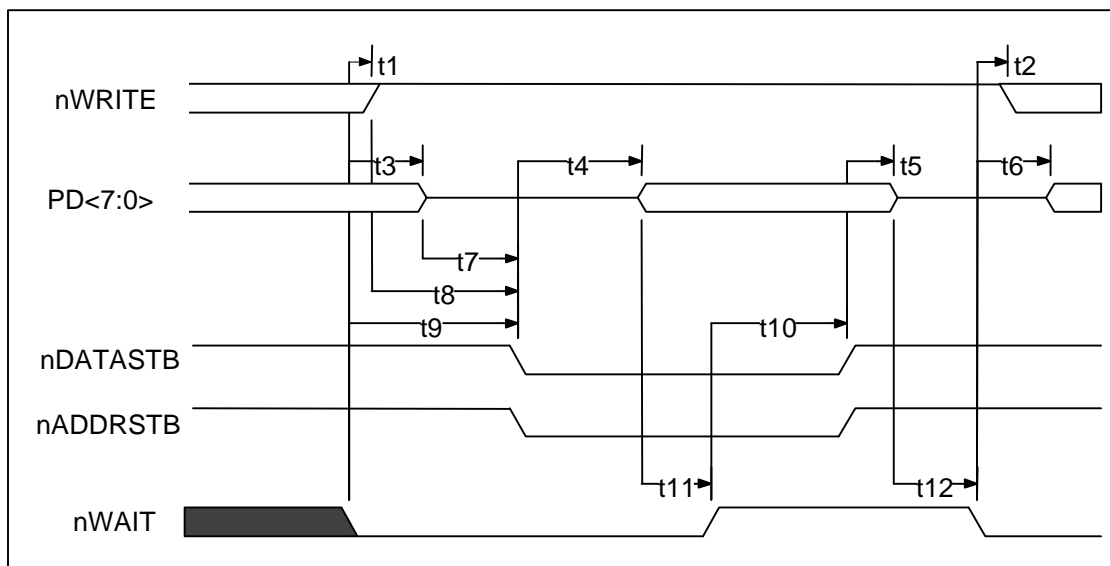 t1
t2
nWRITE
t3
t4
t5
t6
PD<7:0>
t7
t8
t9
t10
nDATASTB
nADDRSTB
t11
t12
nWAIT